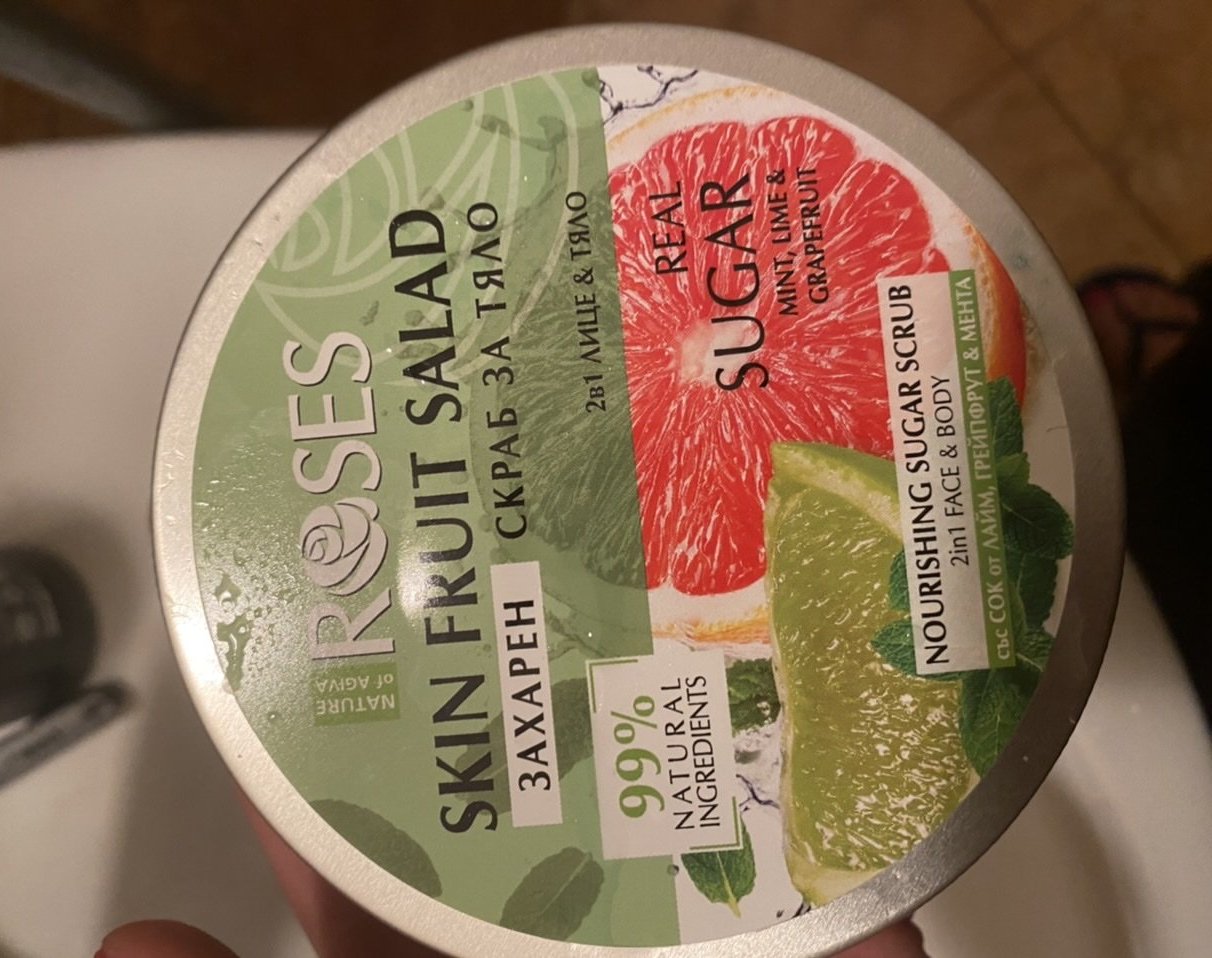 NATURE
of AGIVA
ROSES
SKIN FRUIT SALAD
ЗАХАРЕН СКРАБ ЗА ТЯЛО
2в1 ЛИЦЕ & ТЯЛО
99%
NATURAL
INGREDIENTS
REAL
SUGAR
MINT, LIME &
GRAPEFRUIT
NOURISHING SUGAR SCRUB
2in1 FACE & BODY
със СОК от ЛАЙМ, ГРЕЙПФРУТ & МЕНТА